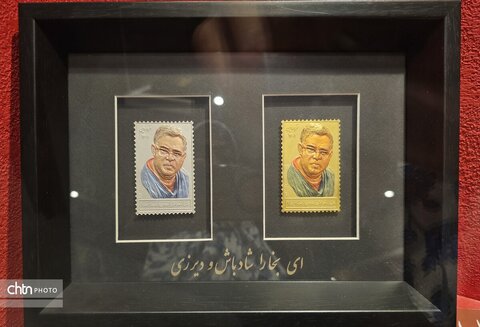 ای بخارا شاد باش و دیر زی
chtn PHOTO